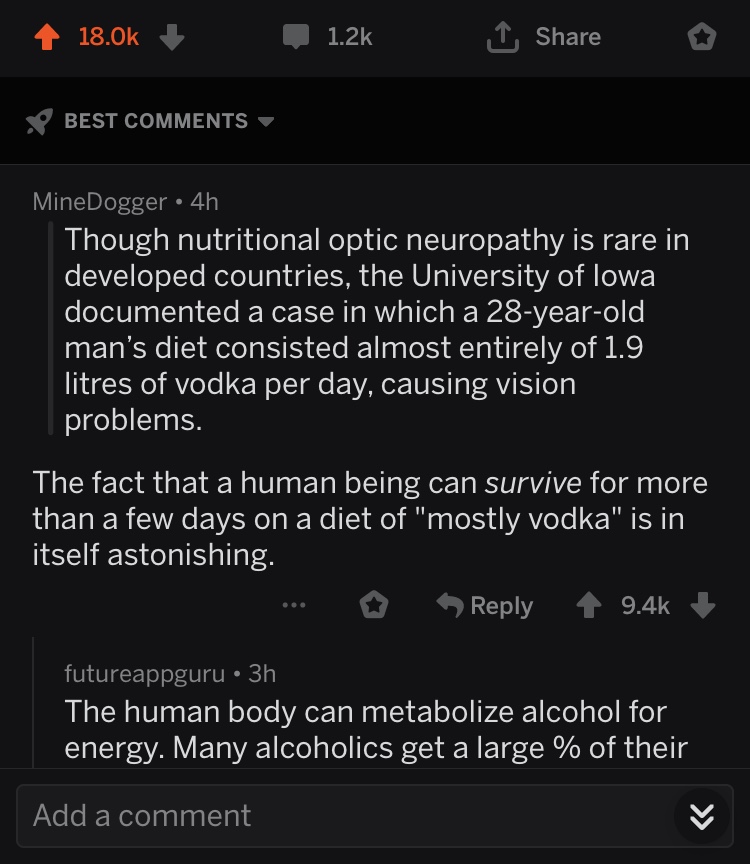 18.0k 1.2k Share
BEST COMMENTS
MineDogger • 4h
Though nutritional optic neuropathy is rare in
developed countries, the University of Iowa
documented a case in which a 28-year-old
man's diet consisted almost entirely of 1.9
litres of vodka per day, causing vision
problems.
The fact that a human being can survive for more
than a few days on a diet of "mostly vodka" is in
itself astonishing.
... Reply 9.4k
futureappguru • 3h
The human body can metabolize alcohol for
energy. Many alcoholics get a large % of their
Add a comment